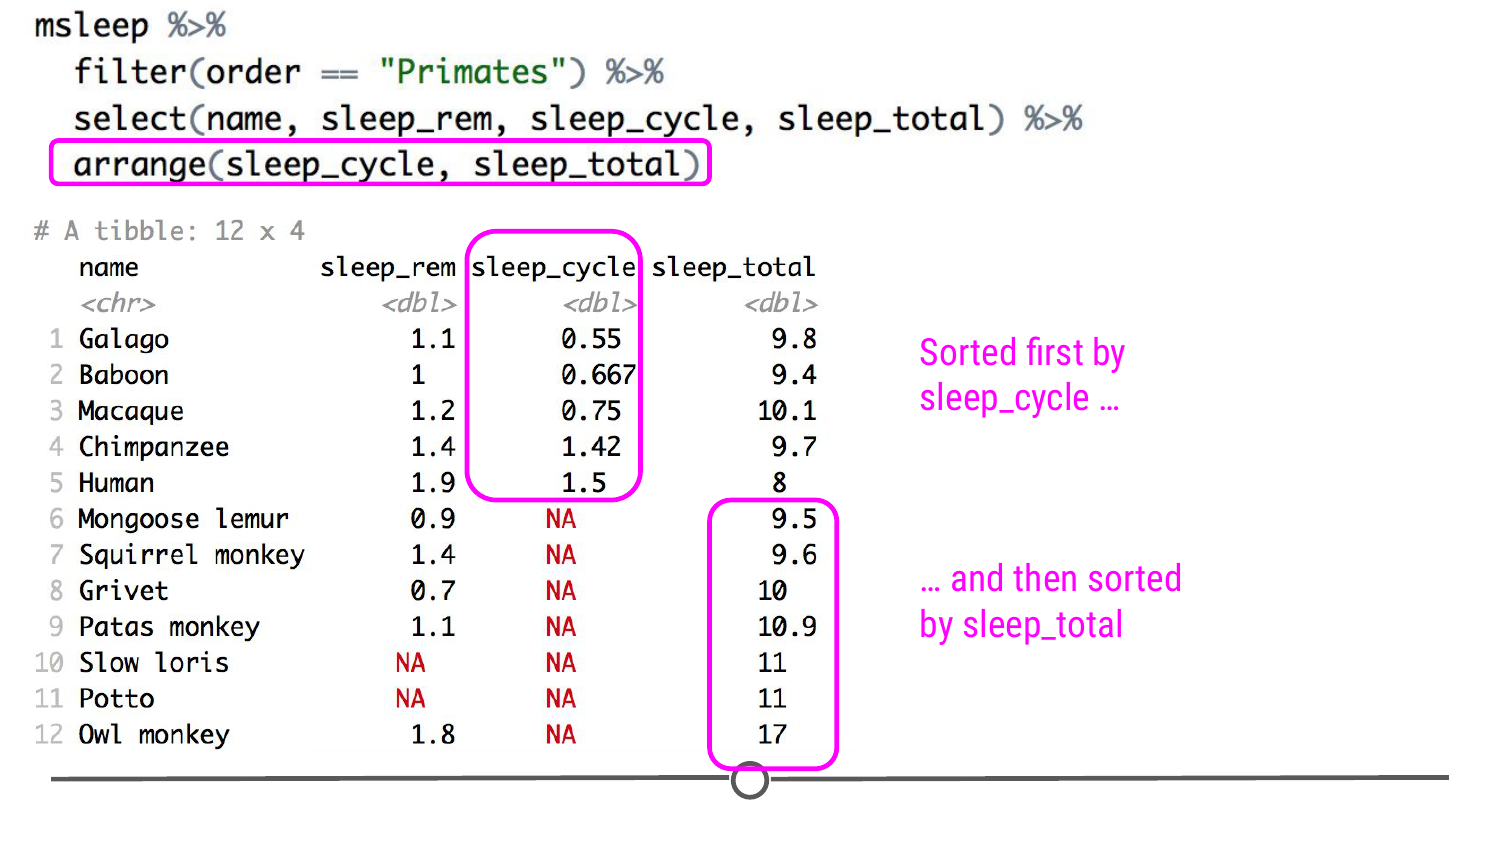 msleep %>%
filter(order == "Primates") %>%
select(name, sleep_rem, sleep_cycle, sleep_total) %>%
arrange(sleep_cycle, sleep_total)
# A tibble: 12 x 4
name sleep_rem sleep_cycle sleep_total
<chr> <dbl> <dbl> <dbl>
1 Galago 1.1 0.55 9.8
2 Baboon 1 0.667 9.4
3 Macaque 1.2 0.75 10.1
4 Chimpanzee 1.4 1.42 9.7
5 Human 1.9 1.5 8
6 Mongoose lemur 0.9 NA 9.5
7 Squirrel monkey 1.4 NA 9.6
8 Grivet 0.7 NA 10
9 Patas monkey 1.1 NA 10.9
10 Slow loris NA NA 11
11 Potto NA NA 11
12 Owl monkey 1.8 NA 17
Sorted first by
sleep_cycle …
… and then sorted
by sleep_total